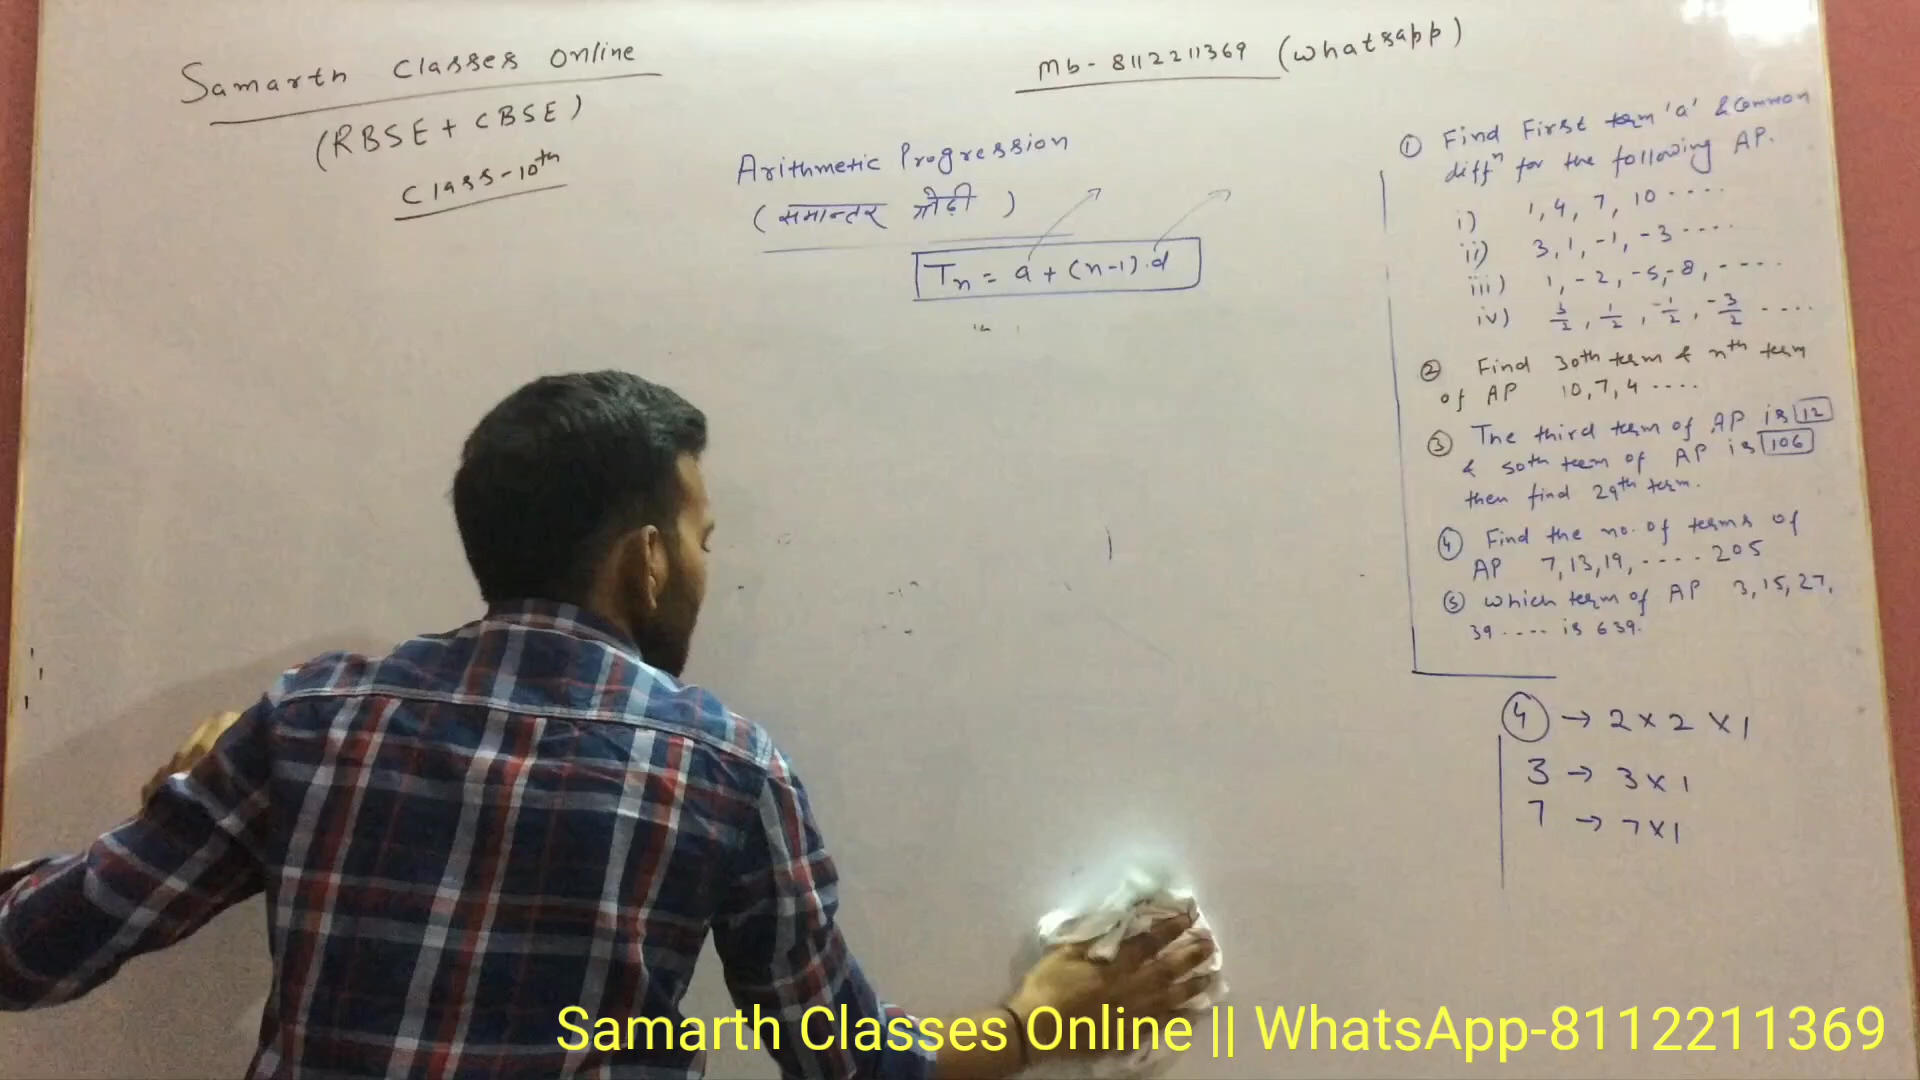 Samarth Classes Online
(RBSE + CBSE)
Class-10th
Mb- 8112211369 (whatsapp)
Arithmetic Progression
(समान्तर श्रेढ़ी)
Tn = a + (n-1).d
① Find First term 'a' & Common
diffⁿ for the following AP.
i) 1, 4, 7, 10 ....
ii) 3, 1, -1, -3 ....
iii) 1, -2, -5, -8, ....
iv) 3/2, 1/2, -1/2, -3/2 ....
② Find 30th term & nth term
of AP 10, 7, 4 ....
③ The third term of AP is 12
& 50th term of AP is 106
then find 29th term.
④ Find the no. of terms of
AP 7, 13, 19, ..... 205
⑤ which term of AP 3, 15, 27,
39 .... is 639.
④ → 2 × 2 × 1
3 → 3 × 1
7 → 7 × 1
Samarth Classes Online || WhatsApp-8112211369